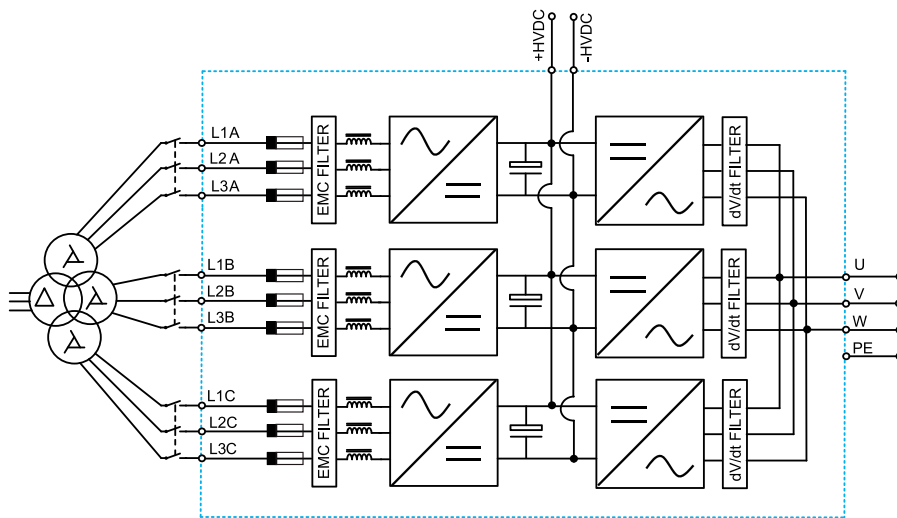 +HVDC
-HVDC
L1A
L2A
L3A
EMC FILTER
dV/dt FILTER
L1B
L2B
L3B
EMC FILTER
dV/dt FILTER
U
V
W
PE
L1C
L2C
L3C
EMC FILTER
dV/dt FILTER